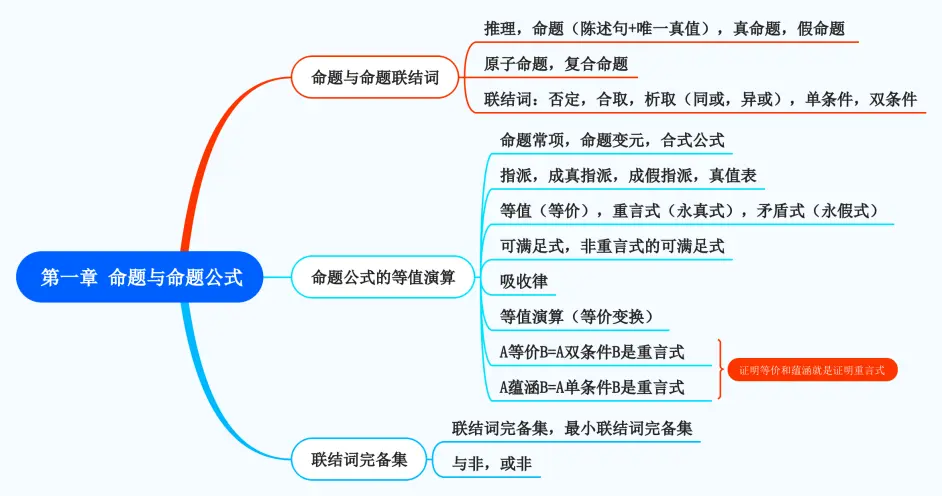 第一章 命题与命题公式
命题与命题联结词
推理，命题（陈述句+唯一真值），真命题，假命题
原子命题，复合命题
联结词：否定，合取，析取（同或，异或），单条件，双条件
命题公式的等值演算
命题常项，命题变元，合式公式
指派，成真指派，成假指派，真值表
等值（等价），重言式（永真式），矛盾式（永假式）
可满足式，非重言式的可满足式
吸收律
等值演算（等价变换）
A等价B=A双条件B是重言式
A蕴涵B=A单条件B是重言式
证明等价和蕴涵就是证明重言式
联结词完备集
联结词完备集，最小联结词完备集
与非，或非